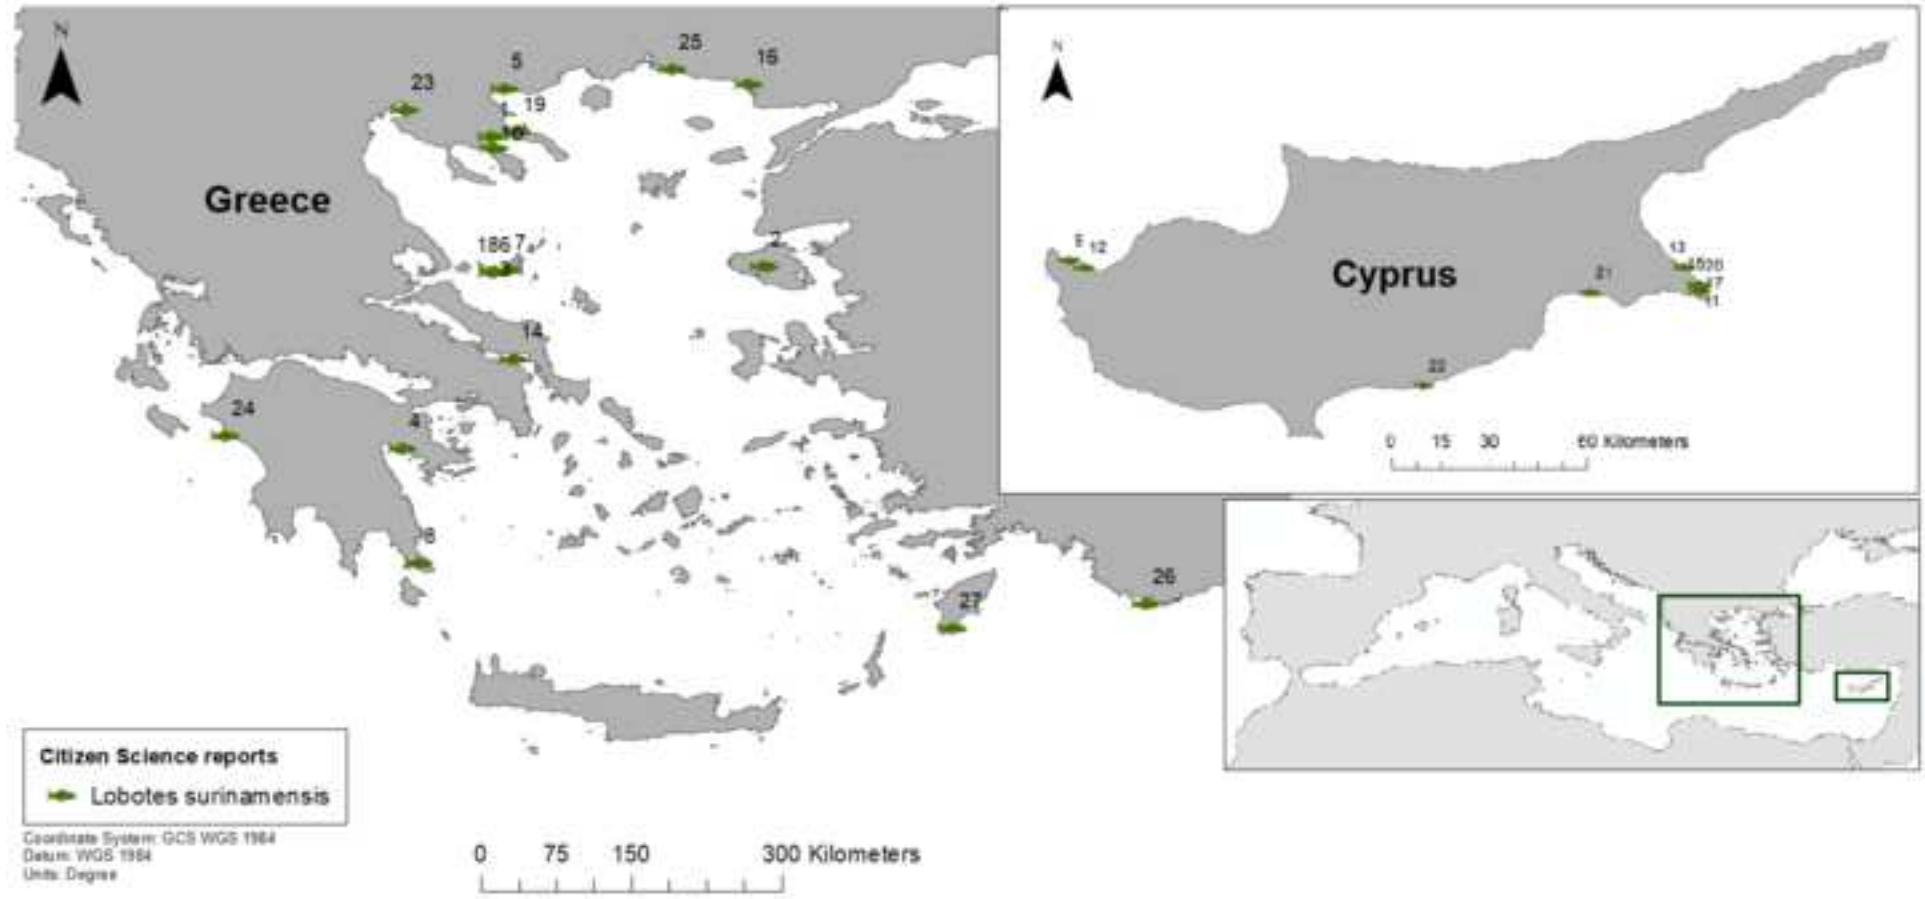 N
25
16
5
23
19
Greece
7
2
14
24
4
26
27
Citizen Science reports
Lobotes surinamensis
Coordinate System: GCS WGS 1984
Datum: WGS 1984
Units: Degree
0 75 150 300 Kilometers
N
12
13
Cyprus
21
11
22
0 15 30 60 Kilometers